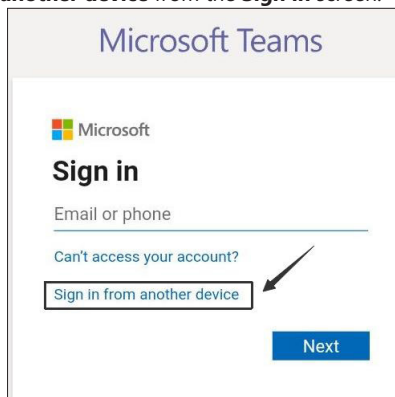 another device from the Sign in screen.
Microsoft Teams
Microsoft
Sign in
Email or phone
Can't access your account?
Sign in from another device
Next